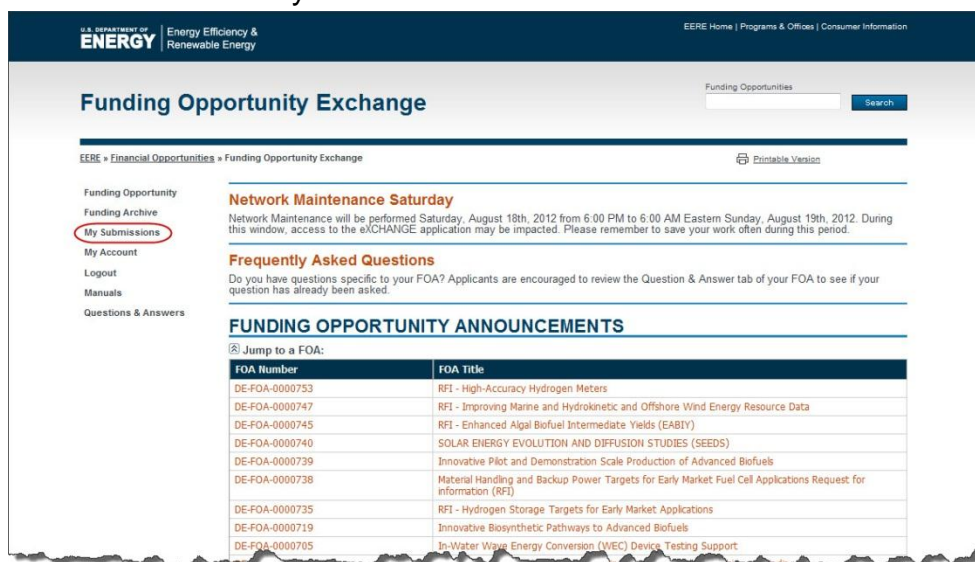 U.S. DEPARTMENT OF
ENERGY
Energy Efficiency &
Renewable Energy
EERE Home | Programs & Offices | Consumer Information
Funding Opportunity Exchange
Funding Opportunities
Search
EERE » Financial Opportunities » Funding Opportunity Exchange
Printable Version
Funding Opportunity
Funding Archive
My Submissions
My Account
Logout
Manuals
Questions & Answers
Network Maintenance Saturday
Network Maintenance will be performed Saturday, August 18th, 2012 from 6:00 PM to 6:00 AM Eastern Sunday, August 19th, 2012. During
this window, access to the eXCHANGE application may be impacted. Please remember to save your work often during this period.
Frequently Asked Questions
Do you have questions specific to your FOA? Applicants are encouraged to review the Question & Answer tab of your FOA to see if your
question has already been asked.
FUNDING OPPORTUNITY ANNOUNCEMENTS
Jump to a FOA:
FOA Number FOA Title
DE-FOA-0000753 RFI - High-Accuracy Hydrogen Meters
DE-FOA-0000747 RFI - Improving Marine and Hydrokinetic and Offshore Wind Energy Resource Data
DE-FOA-0000745 RFI - Enhanced Algal Biofuel Intermediate Yields (EABIY)
DE-FOA-0000740 SOLAR ENERGY EVOLUTION AND DIFFUSION STUDIES (SEEDS)
DE-FOA-0000739 Innovative Pilot and Demonstration Scale Production of Advanced Biofuels
DE-FOA-0000738 Material Handling and Backup Power Targets for Early Market Fuel Cell Applications Request for
information (RFI)
DE-FOA-0000735 RFI - Hydrogen Storage Targets for Early Market Applications
DE-FOA-0000719 Innovative Biosynthetic Pathways to Advanced Biofuels
DE-FOA-0000705 In-Water Wave Energy Conversion (WEC) Device Testing Support